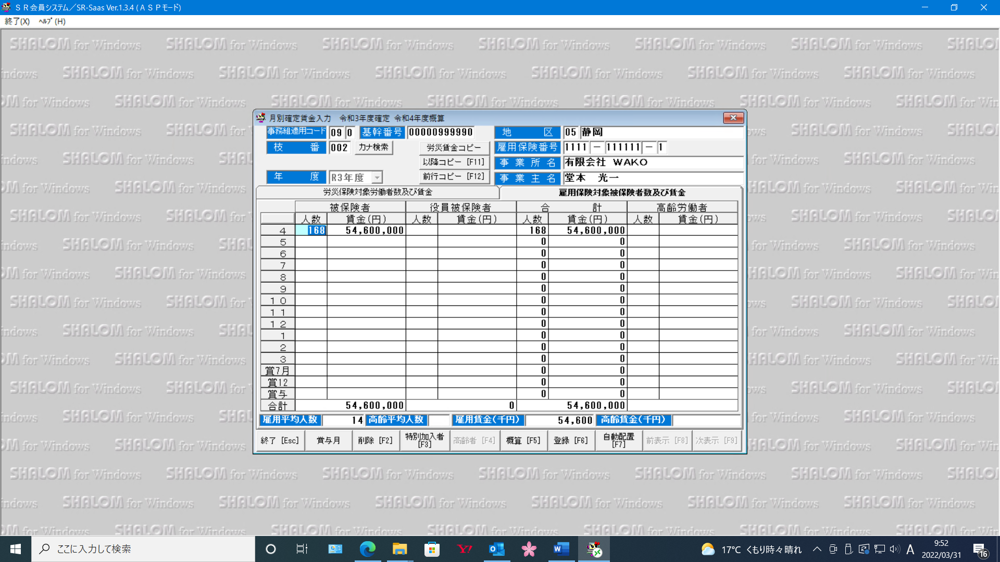 ＳＲ会員システム／SR-Saas Ver.1.3.4 (ＡＳＰモード)
終了(X) ﾍﾙﾌﾟ(H)
SHALOM for Windows
月別確定賃金入力　令和3年度確定 令和4年度概算
事務組適用コード 09 0 基幹番号 00000999990 地区 05 静岡
枝番 002 カナ検索 労災賃金コピー 雇用保険番号 1111 － 111111 － 1
以降コピー [F11] 事業所名 有限会社　WAKO
年度 R3年度 前行コピー [F12] 事業主名 堂本　光一
労災保険対象労働者数及び賃金 雇用保険対象被保険者数及び賃金
被保険者 役員被保険者 合計 高齢労働者
人数 賃金(円) 人数 賃金(円) 人数 賃金(円) 人数 賃金(円)
4 168 54,600,000 168 54,600,000
5 0 0
6 0 0
7 0 0
8 0 0
9 0 0
10 0 0
11 0 0
12 0 0
1 0 0
2 0 0
3 0 0
賞7月 0 0
賞12 0 0
賞与 0 0
合計 54,600,000 0 54,600,000
雇用平均人数 14 高齢平均人数 雇用賃金(千円) 54,600 高齢賃金(千円)
終了 [Esc] 賞与月 削除 [F2] 特別加入者 [F3] 高齢者 [F4] 概算 [F5] 登録 [F6] 自動配置 [F7] 前表示 [F8] 次表示 [F9]
ここに入力して検索
17°C くもり時々晴れ
A
9:52
2022/03/31
16